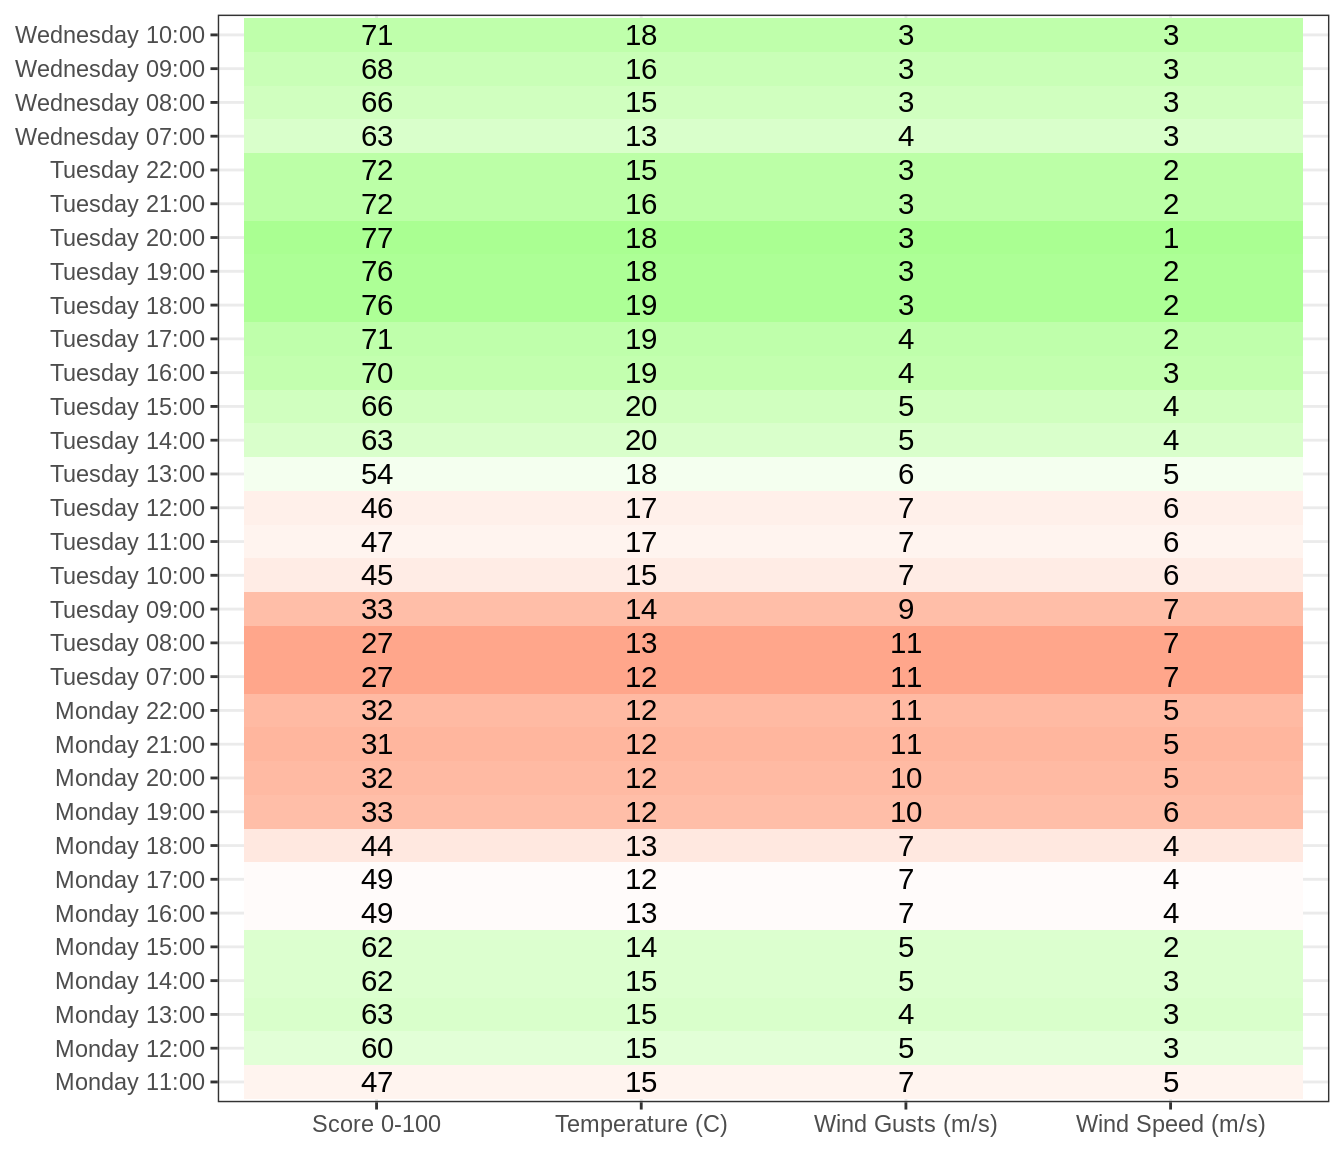 Wednesday 10:00 71 18 3 3
Wednesday 09:00 68 16 3 3
Wednesday 08:00 66 15 3 3
Wednesday 07:00 63 13 4 3
Tuesday 22:00 72 15 3 2
Tuesday 21:00 72 16 3 2
Tuesday 20:00 77 18 3 1
Tuesday 19:00 76 18 3 2
Tuesday 18:00 76 19 3 2
Tuesday 17:00 71 19 4 2
Tuesday 16:00 70 19 4 3
Tuesday 15:00 66 20 5 4
Tuesday 14:00 63 20 5 4
Tuesday 13:00 54 18 6 5
Tuesday 12:00 46 17 7 6
Tuesday 11:00 47 17 7 6
Tuesday 10:00 45 15 7 6
Tuesday 09:00 33 14 9 7
Tuesday 08:00 27 13 11 7
Tuesday 07:00 27 12 11 7
Monday 22:00 32 12 11 5
Monday 21:00 31 12 11 5
Monday 20:00 32 12 10 5
Monday 19:00 33 12 10 6
Monday 18:00 44 13 7 4
Monday 17:00 49 12 7 4
Monday 16:00 49 13 7 4
Monday 15:00 62 14 5 2
Monday 14:00 62 15 5 3
Monday 13:00 63 15 4 3
Monday 12:00 60 15 5 3
Monday 11:00 47 15 7 5
Score 0-100 Temperature (C) Wind Gusts (m/s) Wind Speed (m/s)